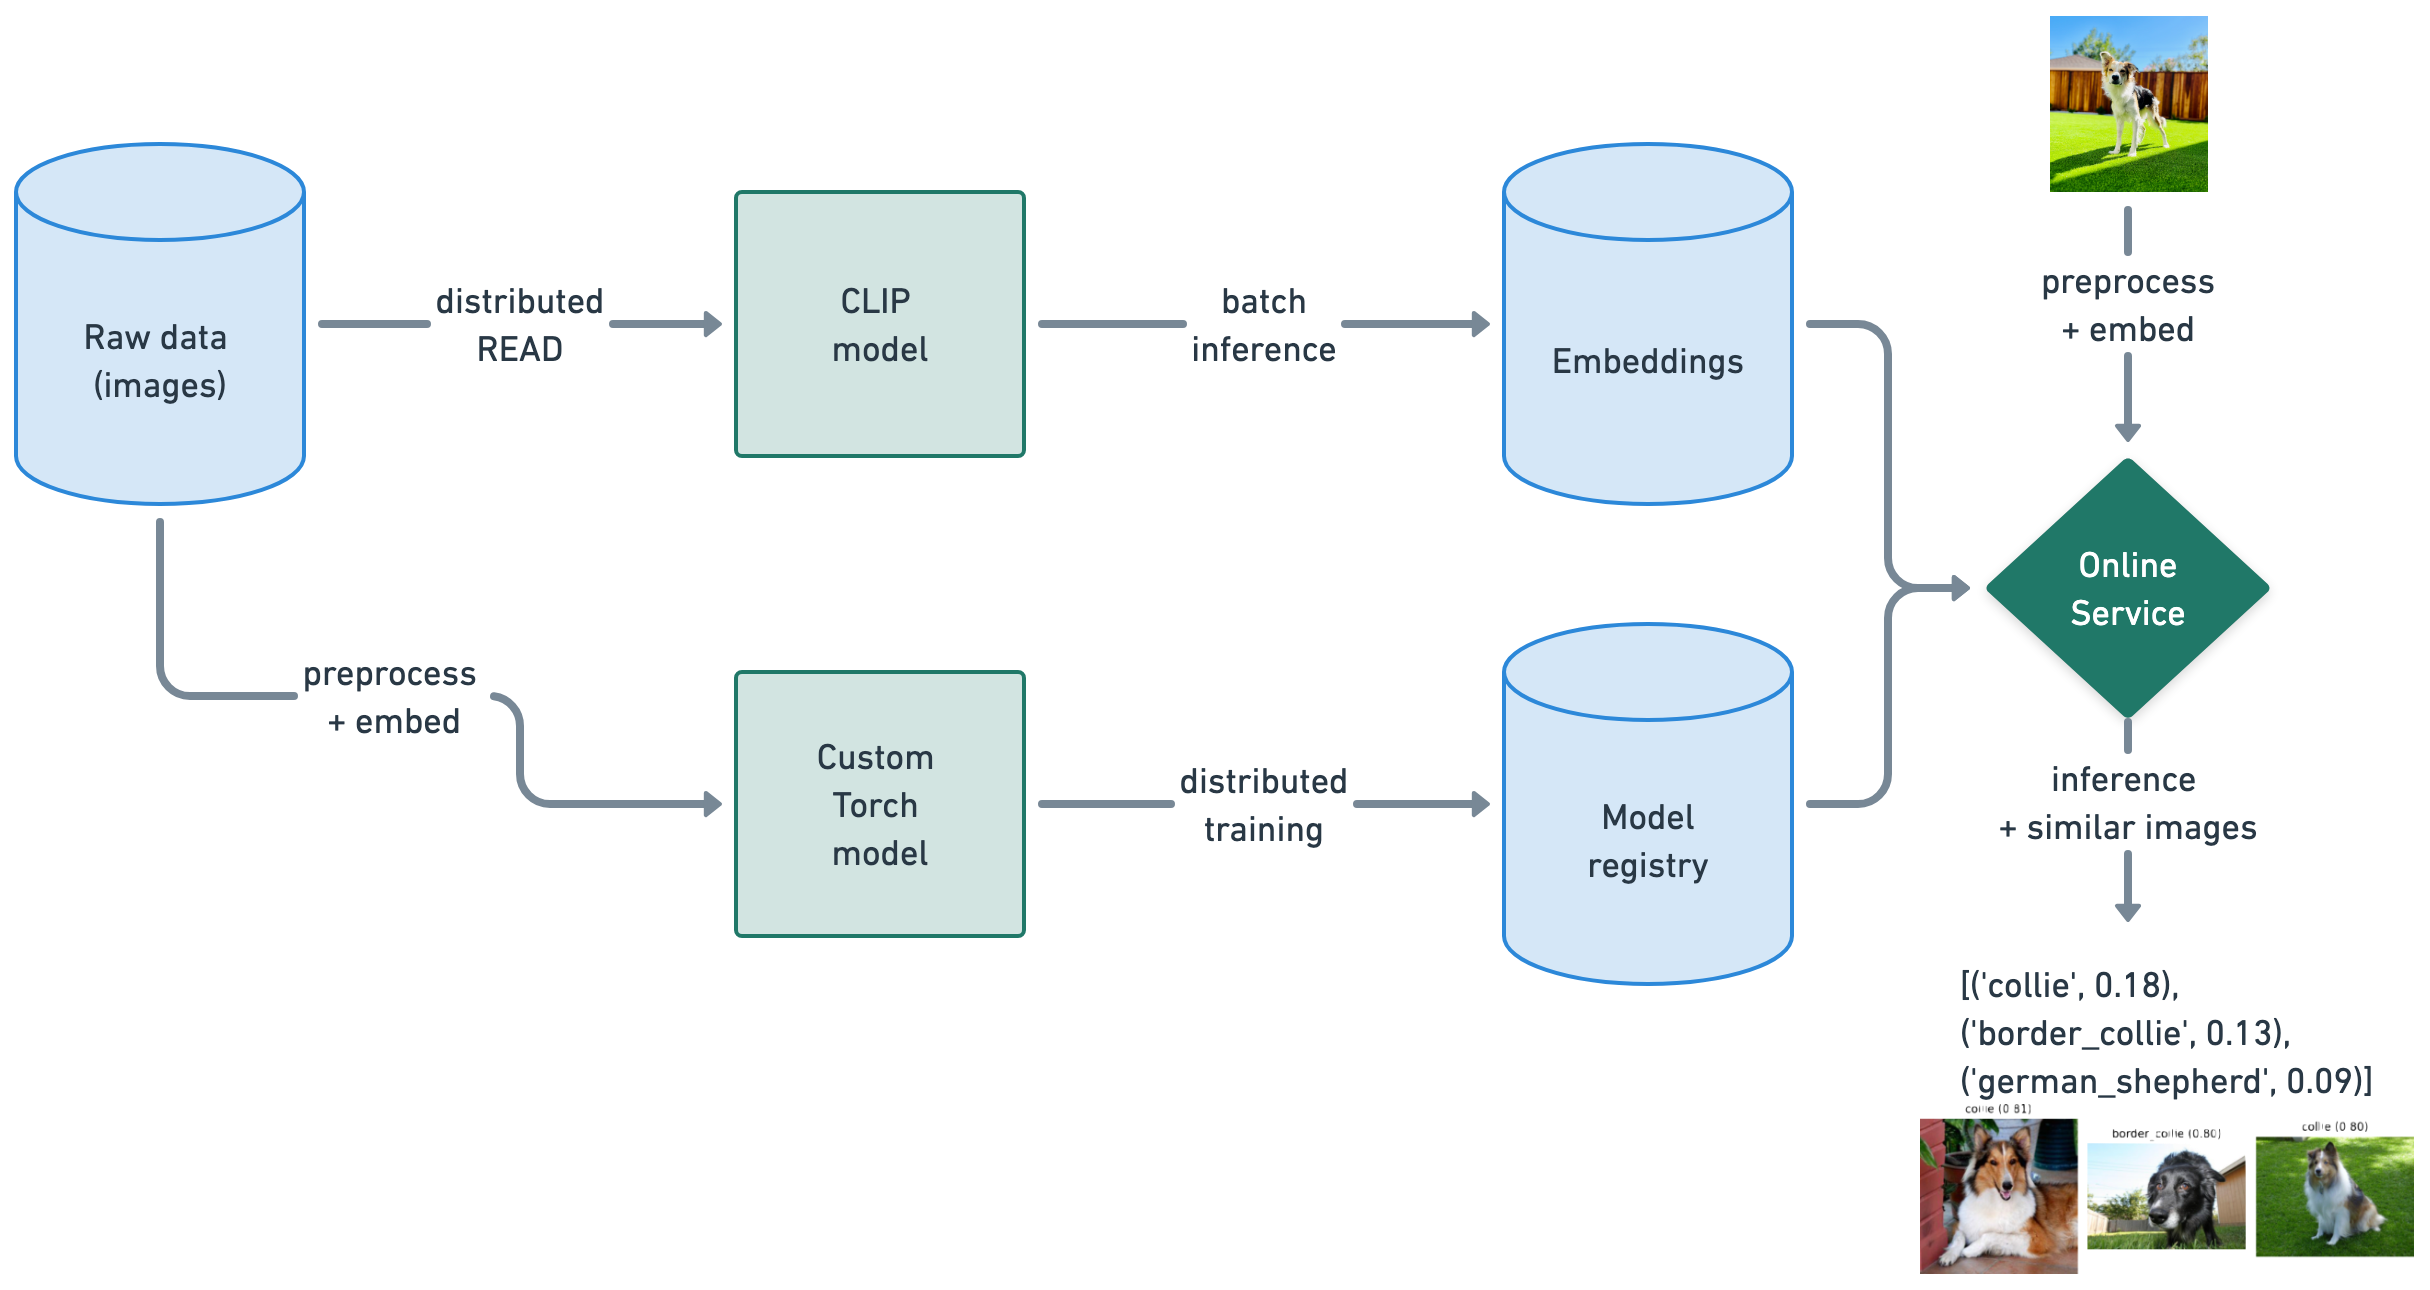 Raw data
(images)
distributed
READ
CLIP
model
batch
inference
Embeddings
preprocess
+ embed
Online
Service
preprocess
+ embed
Custom
Torch
model
distributed
training
Model
registry
inference
+ similar images
[('collie', 0.18),
('border_collie', 0.13),
('german_shepherd', 0.09)]
collie (0.81)
border_collie (0.80)
collie (0.80)